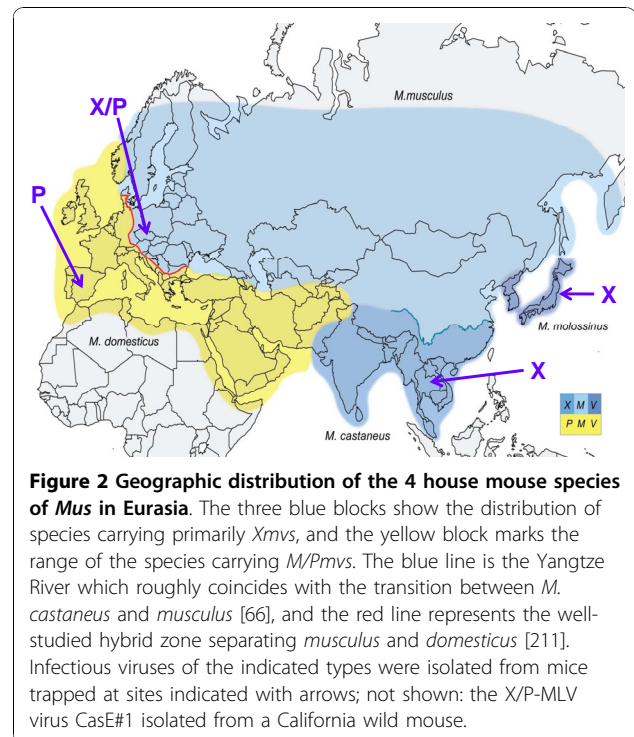 M.musculus
X/P
P
X
M. molossinus
M. domesticus
X
M. castaneus
X M V
P M V
Figure 2 Geographic distribution of the 4 house mouse species
of Mus in Eurasia. The three blue blocks show the distribution of
species carrying primarily Xmvs, and the yellow block marks the
range of the species carrying M/Pmvs. The blue line is the Yangtze
River which roughly coincides with the transition between M.
castaneus and musculus [66], and the red line represents the well-
studied hybrid zone separating musculus and domesticus [211].
Infectious viruses of the indicated types were isolated from mice
trapped at sites indicated with arrows; not shown: the X/P-MLV
virus CasE#1 isolated from a California wild mouse.